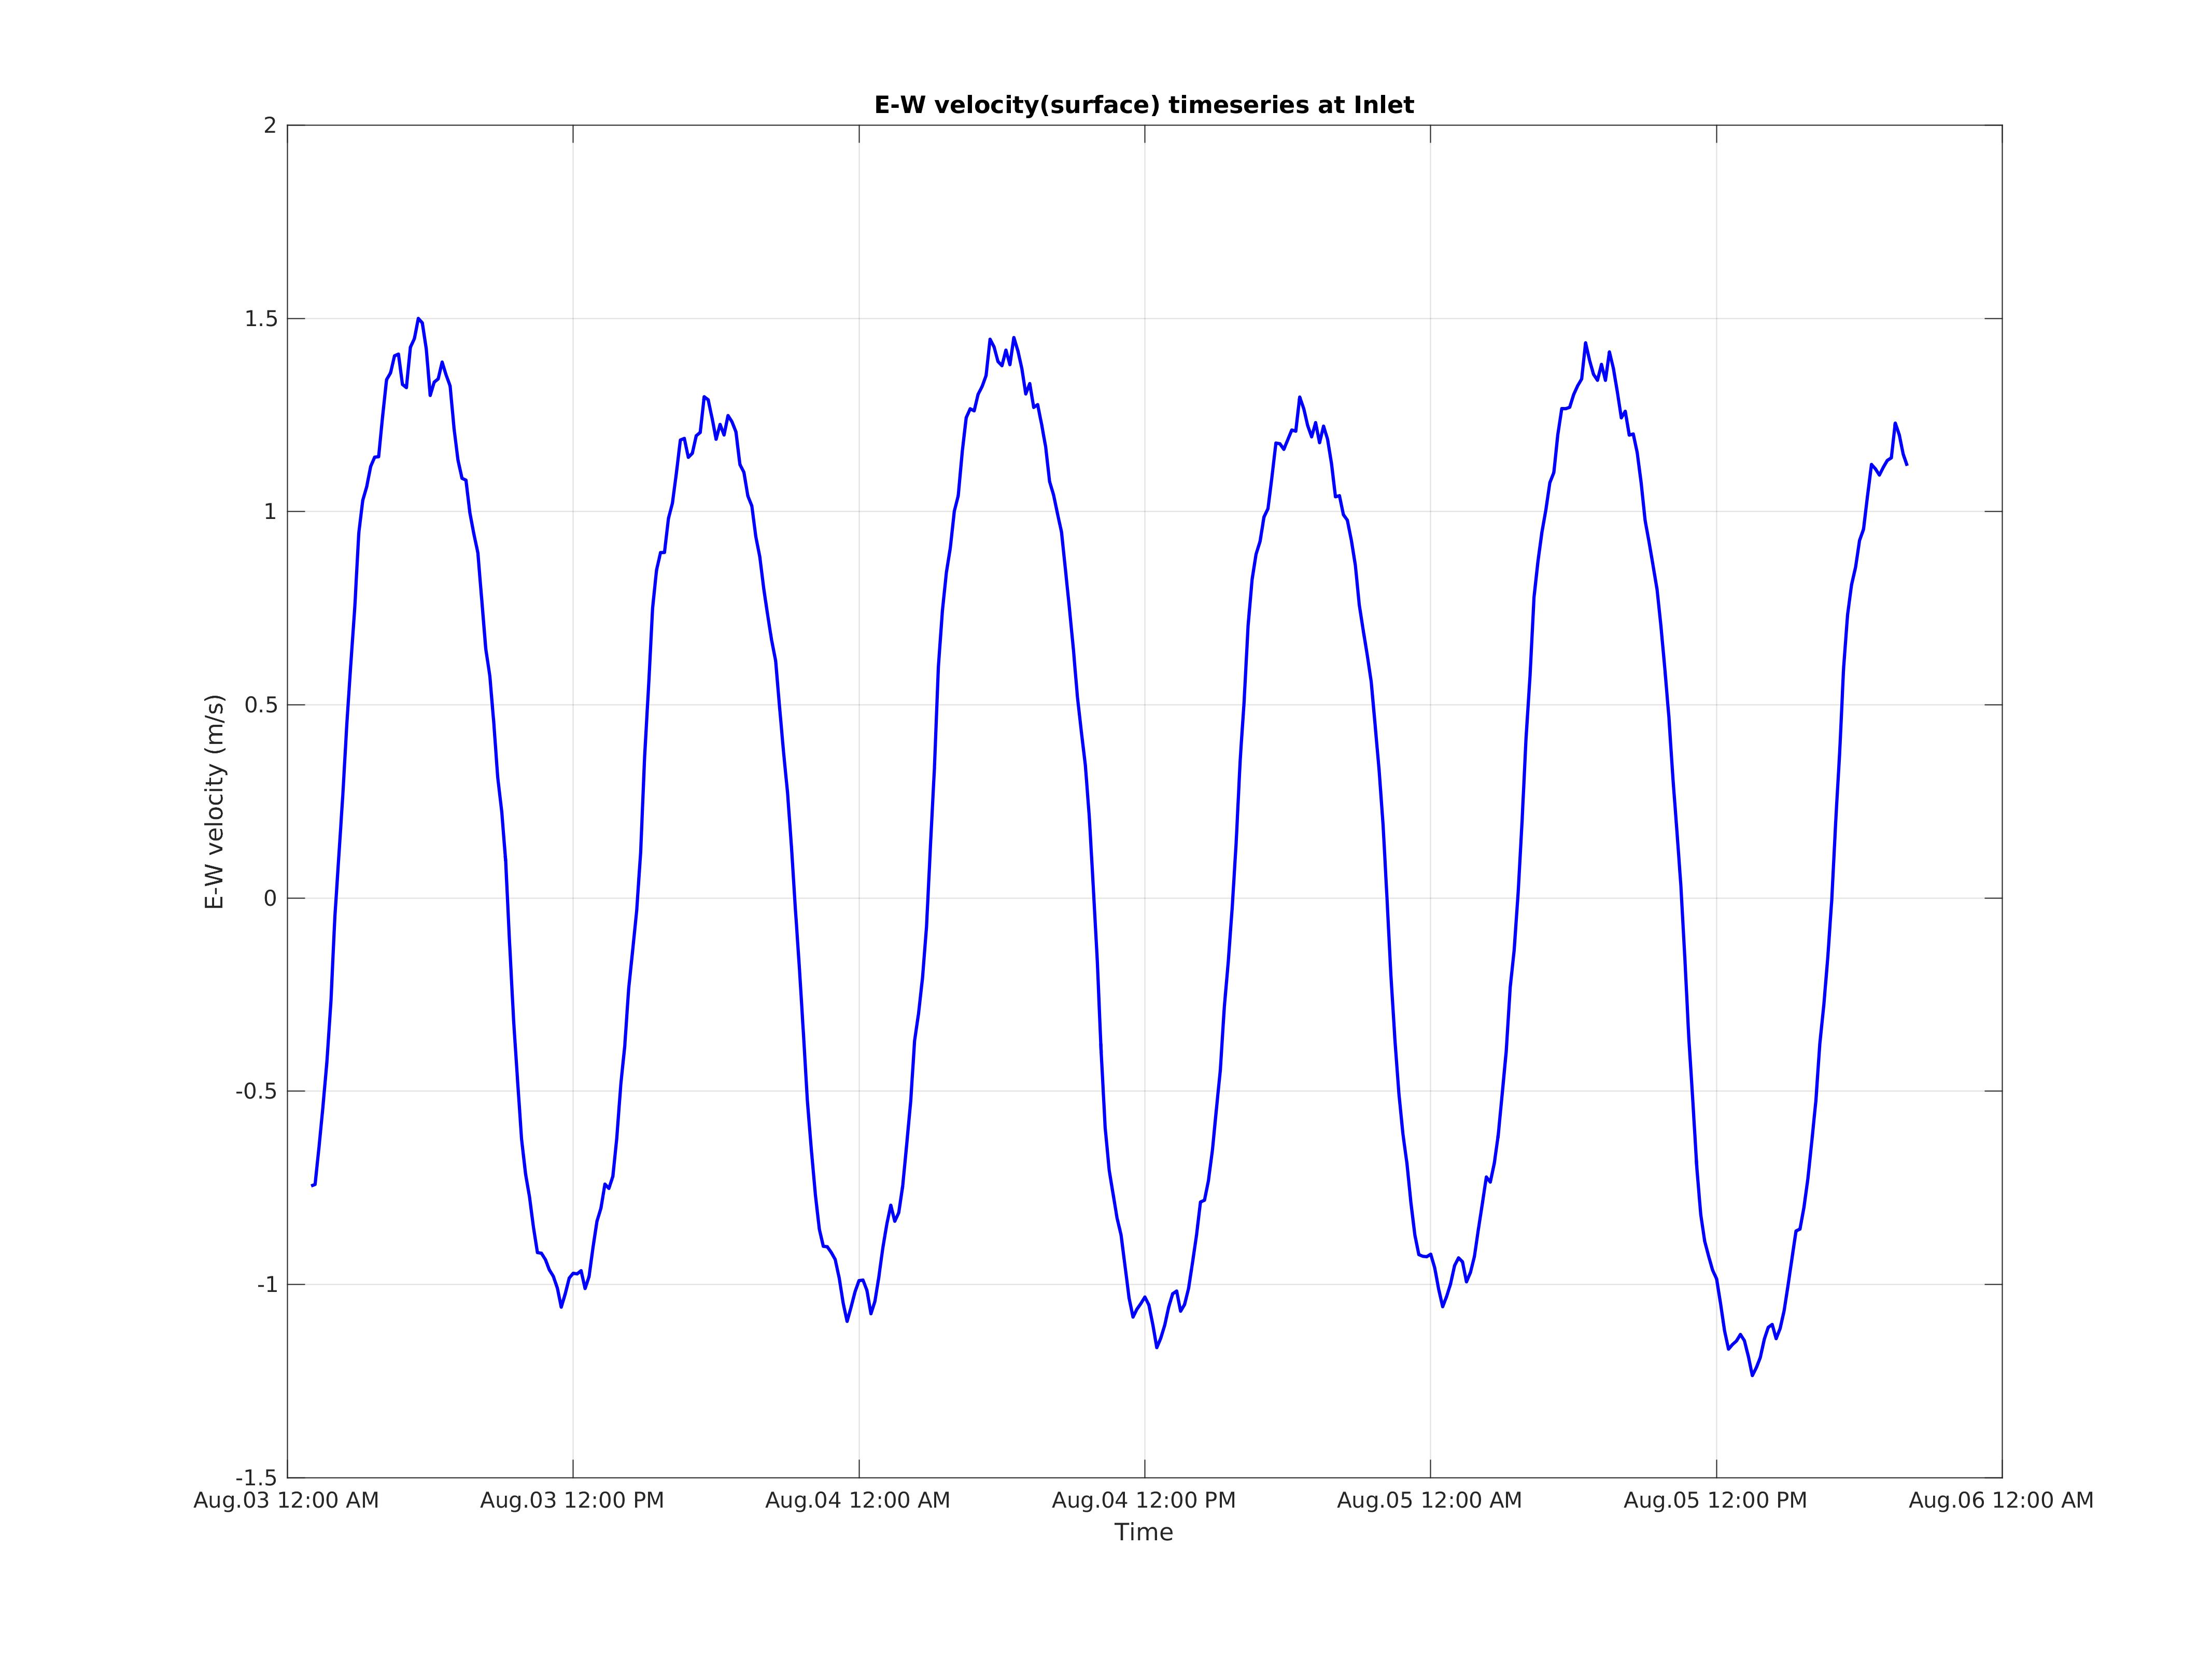 E-W velocity(surface) timeseries at Inlet
2
1.5
1
0.5
0
-0.5
-1
-1.5
E-W velocity (m/s)
Aug.03 12:00 AM
Aug.03 12:00 PM
Aug.04 12:00 AM
Aug.04 12:00 PM
Aug.05 12:00 AM
Aug.05 12:00 PM
Aug.06 12:00 AM
Time